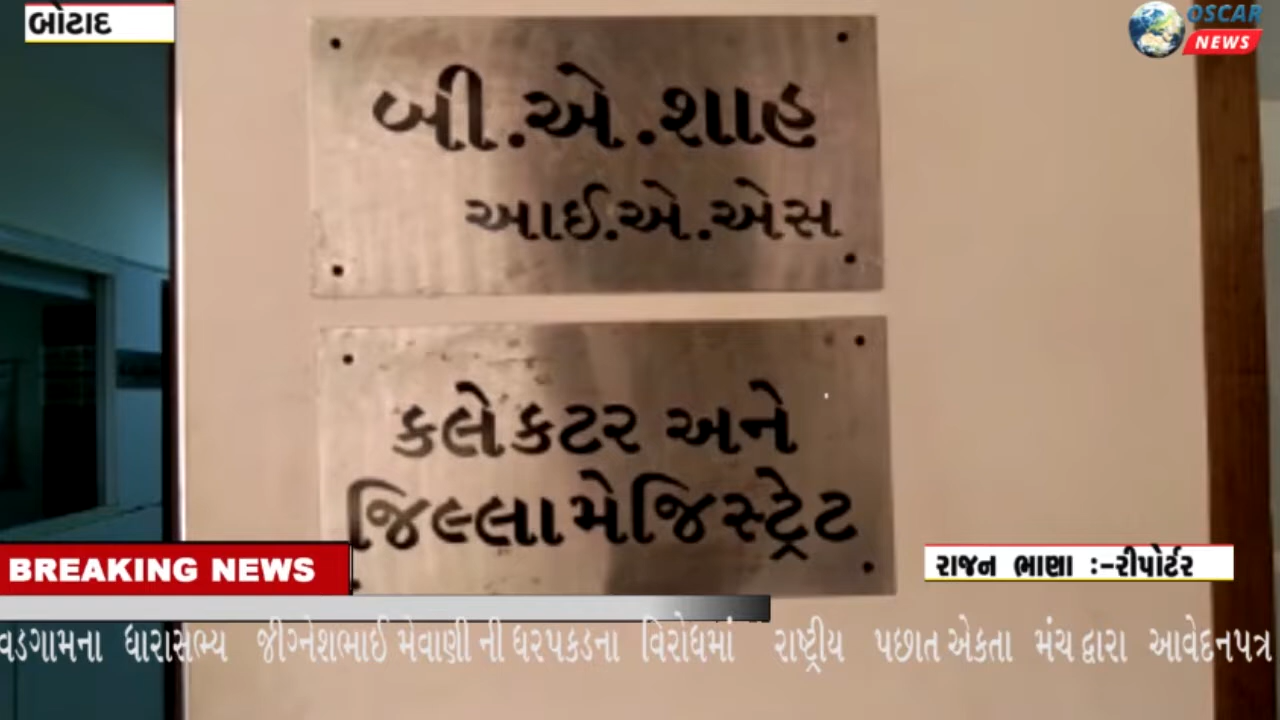 બોટાદ
OSCAR
NEWS
બી.એ.શાહ
આઈ.એ.એસ
કલેકટર અને
જિલ્લામેજિસ્ટ્રેટ
BREAKING NEWS
રાજન ભાણા :-રીપોર્ટર
વડગામના ધારાસભ્ય જીગ્નેશભાઈ મેવાણી ની ધરપકડના વિરોધમાં રાષ્ટ્રીય પછાત એકતા મંચ દ્વારા આવેદનપત્ર